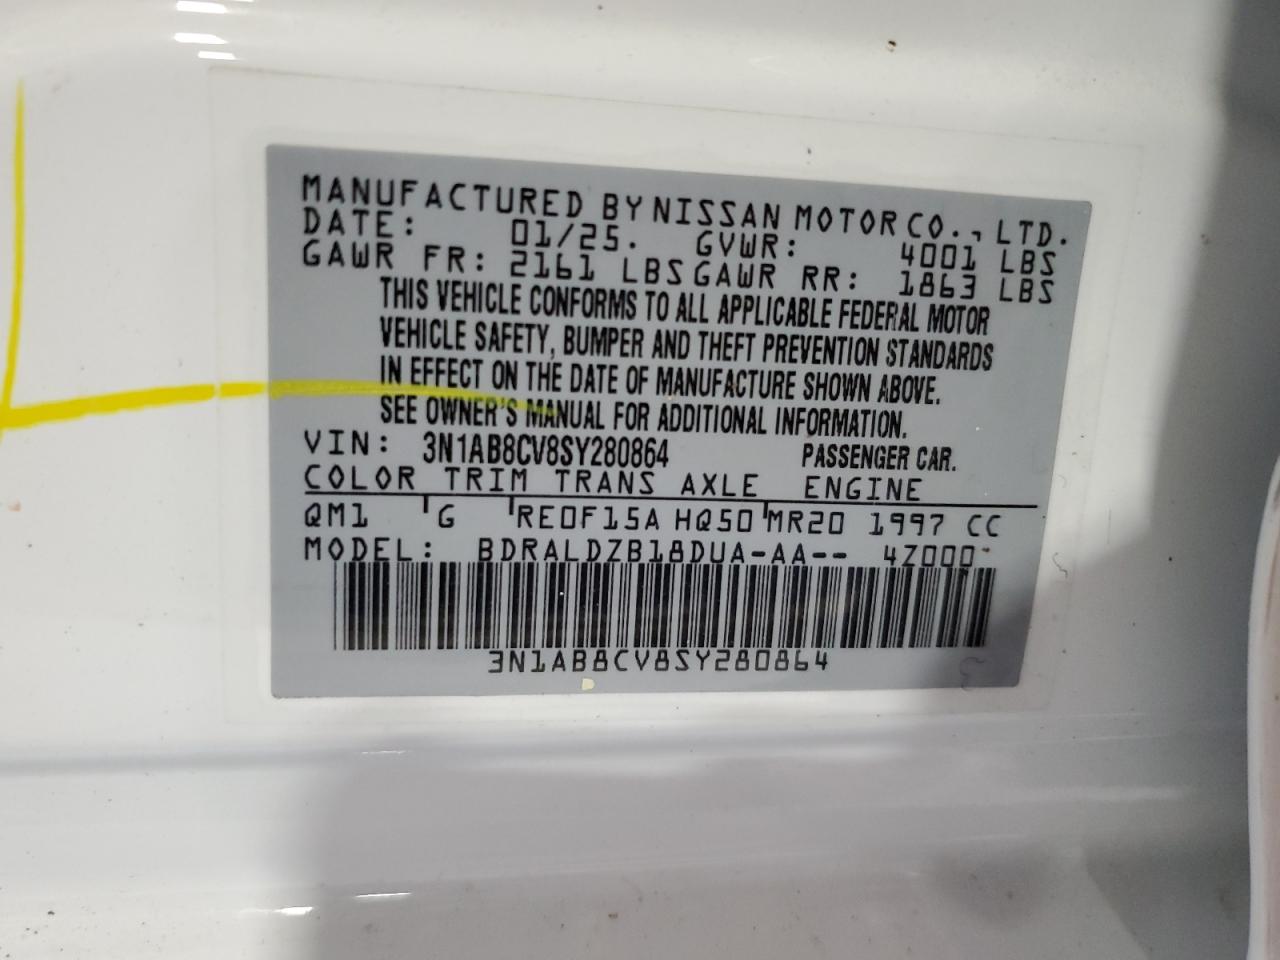 MANUFACTURED BY NISSAN MOTOR CO., LTD.
DATE: 01/25. GVWR: 4001 LBS
GAWR FR: 2161 LBS GAWR RR: 1863 LBS
THIS VEHICLE CONFORMS TO ALL APPLICABLE FEDERAL MOTOR
VEHICLE SAFETY, BUMPER AND THEFT PREVENTION STANDARDS
IN EFFECT ON THE DATE OF MANUFACTURE SHOWN ABOVE.
SEE OWNER'S MANUAL FOR ADDITIONAL INFORMATION.
VIN: 3N1AB8CV8SY280864 PASSENGER CAR.
COLOR TRIM TRANS AXLE ENGINE
QM1 G RE0F15A HQ50 MR20 1997 CC
MODEL: BDRALDZB18DUA-AA-- 4Z000
3N1AB8CV8SY280864